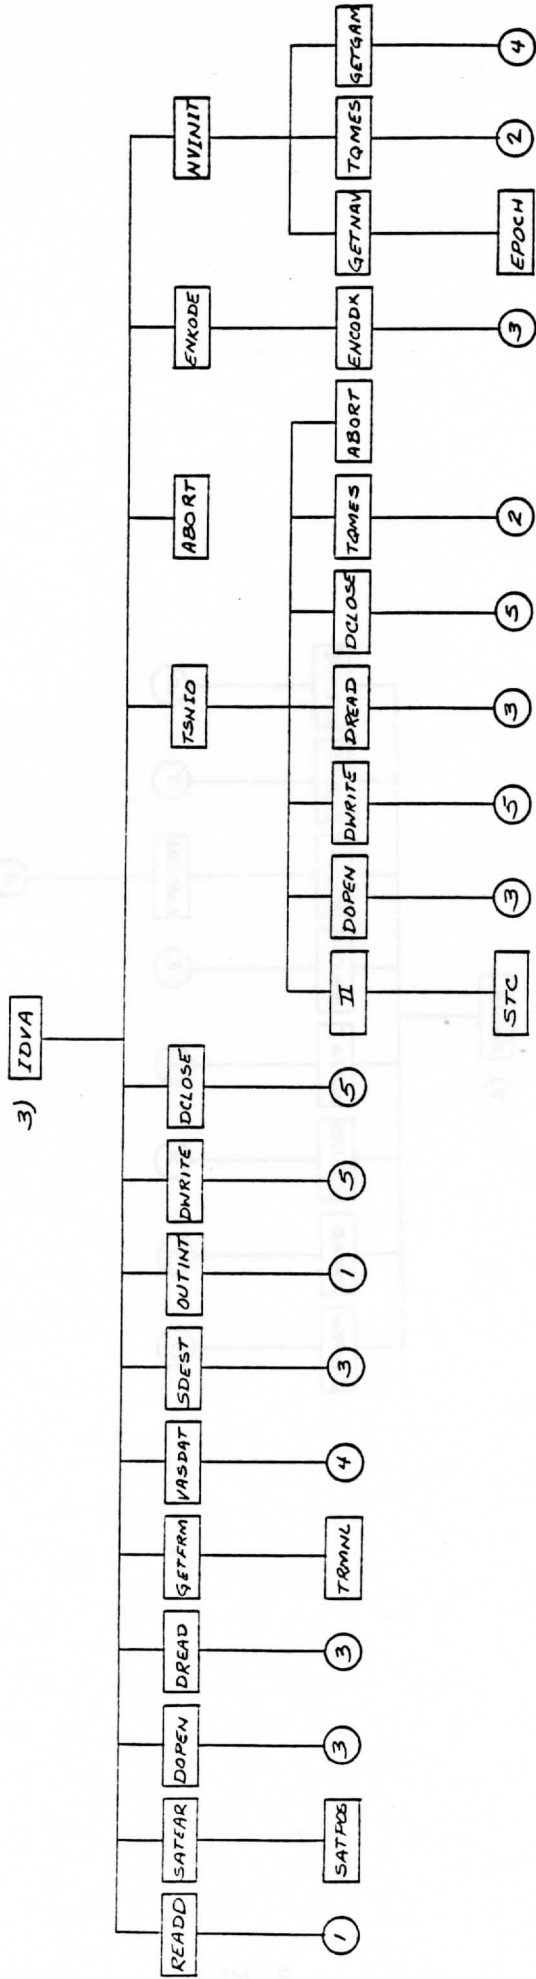 3) IDVA
READD SATEAR DOPEN DREAD GETFRM VASDAT SDEST OUTINT DWRITE DCLOSE TSNIO ABORT ENKODE NVINIT
1 SATPOS 3 3 TRMNL 4 3 1 5 5
II DOPEN DWRITE DREAD DCLOSE TQMES ABORT ENCODX GETNAV TQMES GETGAM
STC 3 5 3 5 2 3 EPOCH 2 4